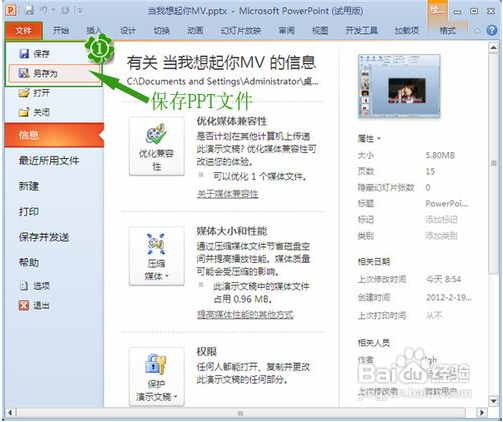 当我想起你MV.pptx - Microsoft PowerPoint (试用版)
文件 开始 插入 设计 切换 动画 幻灯片放映 审阅 视图 开发工具 加载项
保存
另存为
打开
关闭
信息
最近所用文件
新建
打印
保存并发送
帮助
选项
退出
1
保存PPT文件
有关 当我想起你MV 的信息
C:\Documents and Settings\Administrator\桌...
优化兼容性
优化媒体兼容性
是否计划在其他计算机上传送此演示文稿? 优化媒体兼容性可改进您的体验。
可以优化 1 个媒体文件。
关于媒体兼容性
压缩媒体
媒体大小和性能
通过压缩媒体文件节省磁盘空间并提高播放性能。媒体质量可能会受压缩的影响。
此演示文稿中的媒体文件占用 0.96 MB。
提高媒体性能的其他方式
保护演示文稿
权限
任何人都能打开、复制并更改此演示文稿的任何部分。
属性
大小 5.80MB
页数 15
隐藏幻灯片张数 0
标题 PowerPoi...
标记 添加标记
类别 添加类别
相关日期
上次修改时间 今天 8:54
创建时间 2012-2-19...
上次打印时间 从不
相关人员
作者
上次修改者
Baidu经验
jingyan.baidu.com